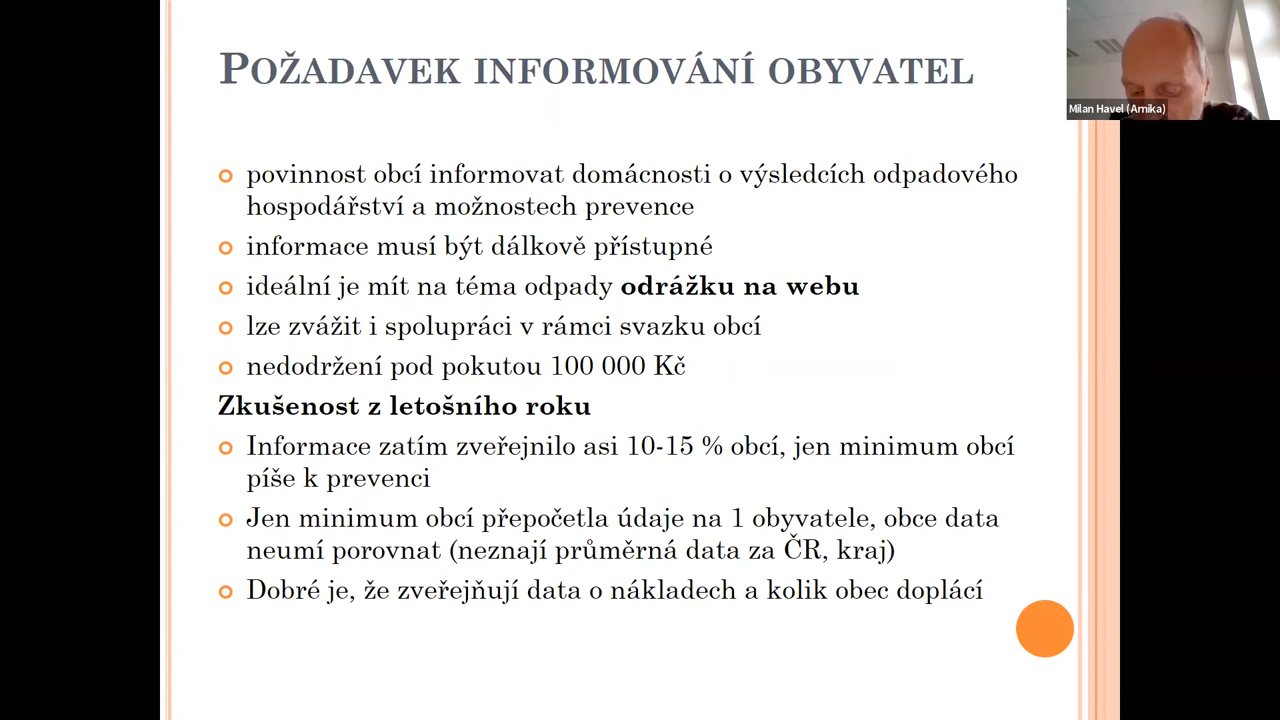 POŽADAVEK INFORMOVÁNÍ OBYVATEL
Milan Havel (Arnika)
povinnost obcí informovat domácnosti o výsledcích odpadového
hospodářství a možnostech prevence
informace musí být dálkově přístupné
ideální je mít na téma odpady odrážku na webu
lze zvážit i spolupráci v rámci svazku obcí
nedodržení pod pokutou 100 000 Kč
Zkušenost z letošního roku
Informace zatím zveřejnilo asi 10-15 % obcí, jen minimum obcí
píše k prevenci
Jen minimum obcí přepočetla údaje na 1 obyvatele, obce data
neumí porovnat (neznají průměrná data za ČR, kraj)
Dobré je, že zveřejňují data o nákladech a kolik obec doplácí